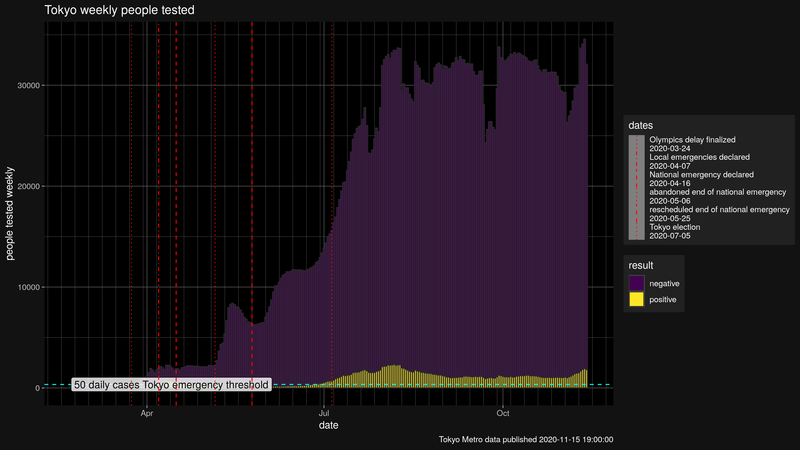 Tokyo weekly people tested
30000
20000
10000
0
people tested weekly
50 daily cases Tokyo emergency threshold
Apr
Jul
Oct
date
Tokyo Metro data published 2020-11-15 19:00:00
dates
Olympics delay finalized
2020-03-24
Local emergencies declared
2020-04-07
National emergency declared
2020-04-16
abandoned end of national emergency
2020-05-06
rescheduled end of national emergency
2020-05-25
Tokyo election
2020-07-05
result
negative
positive